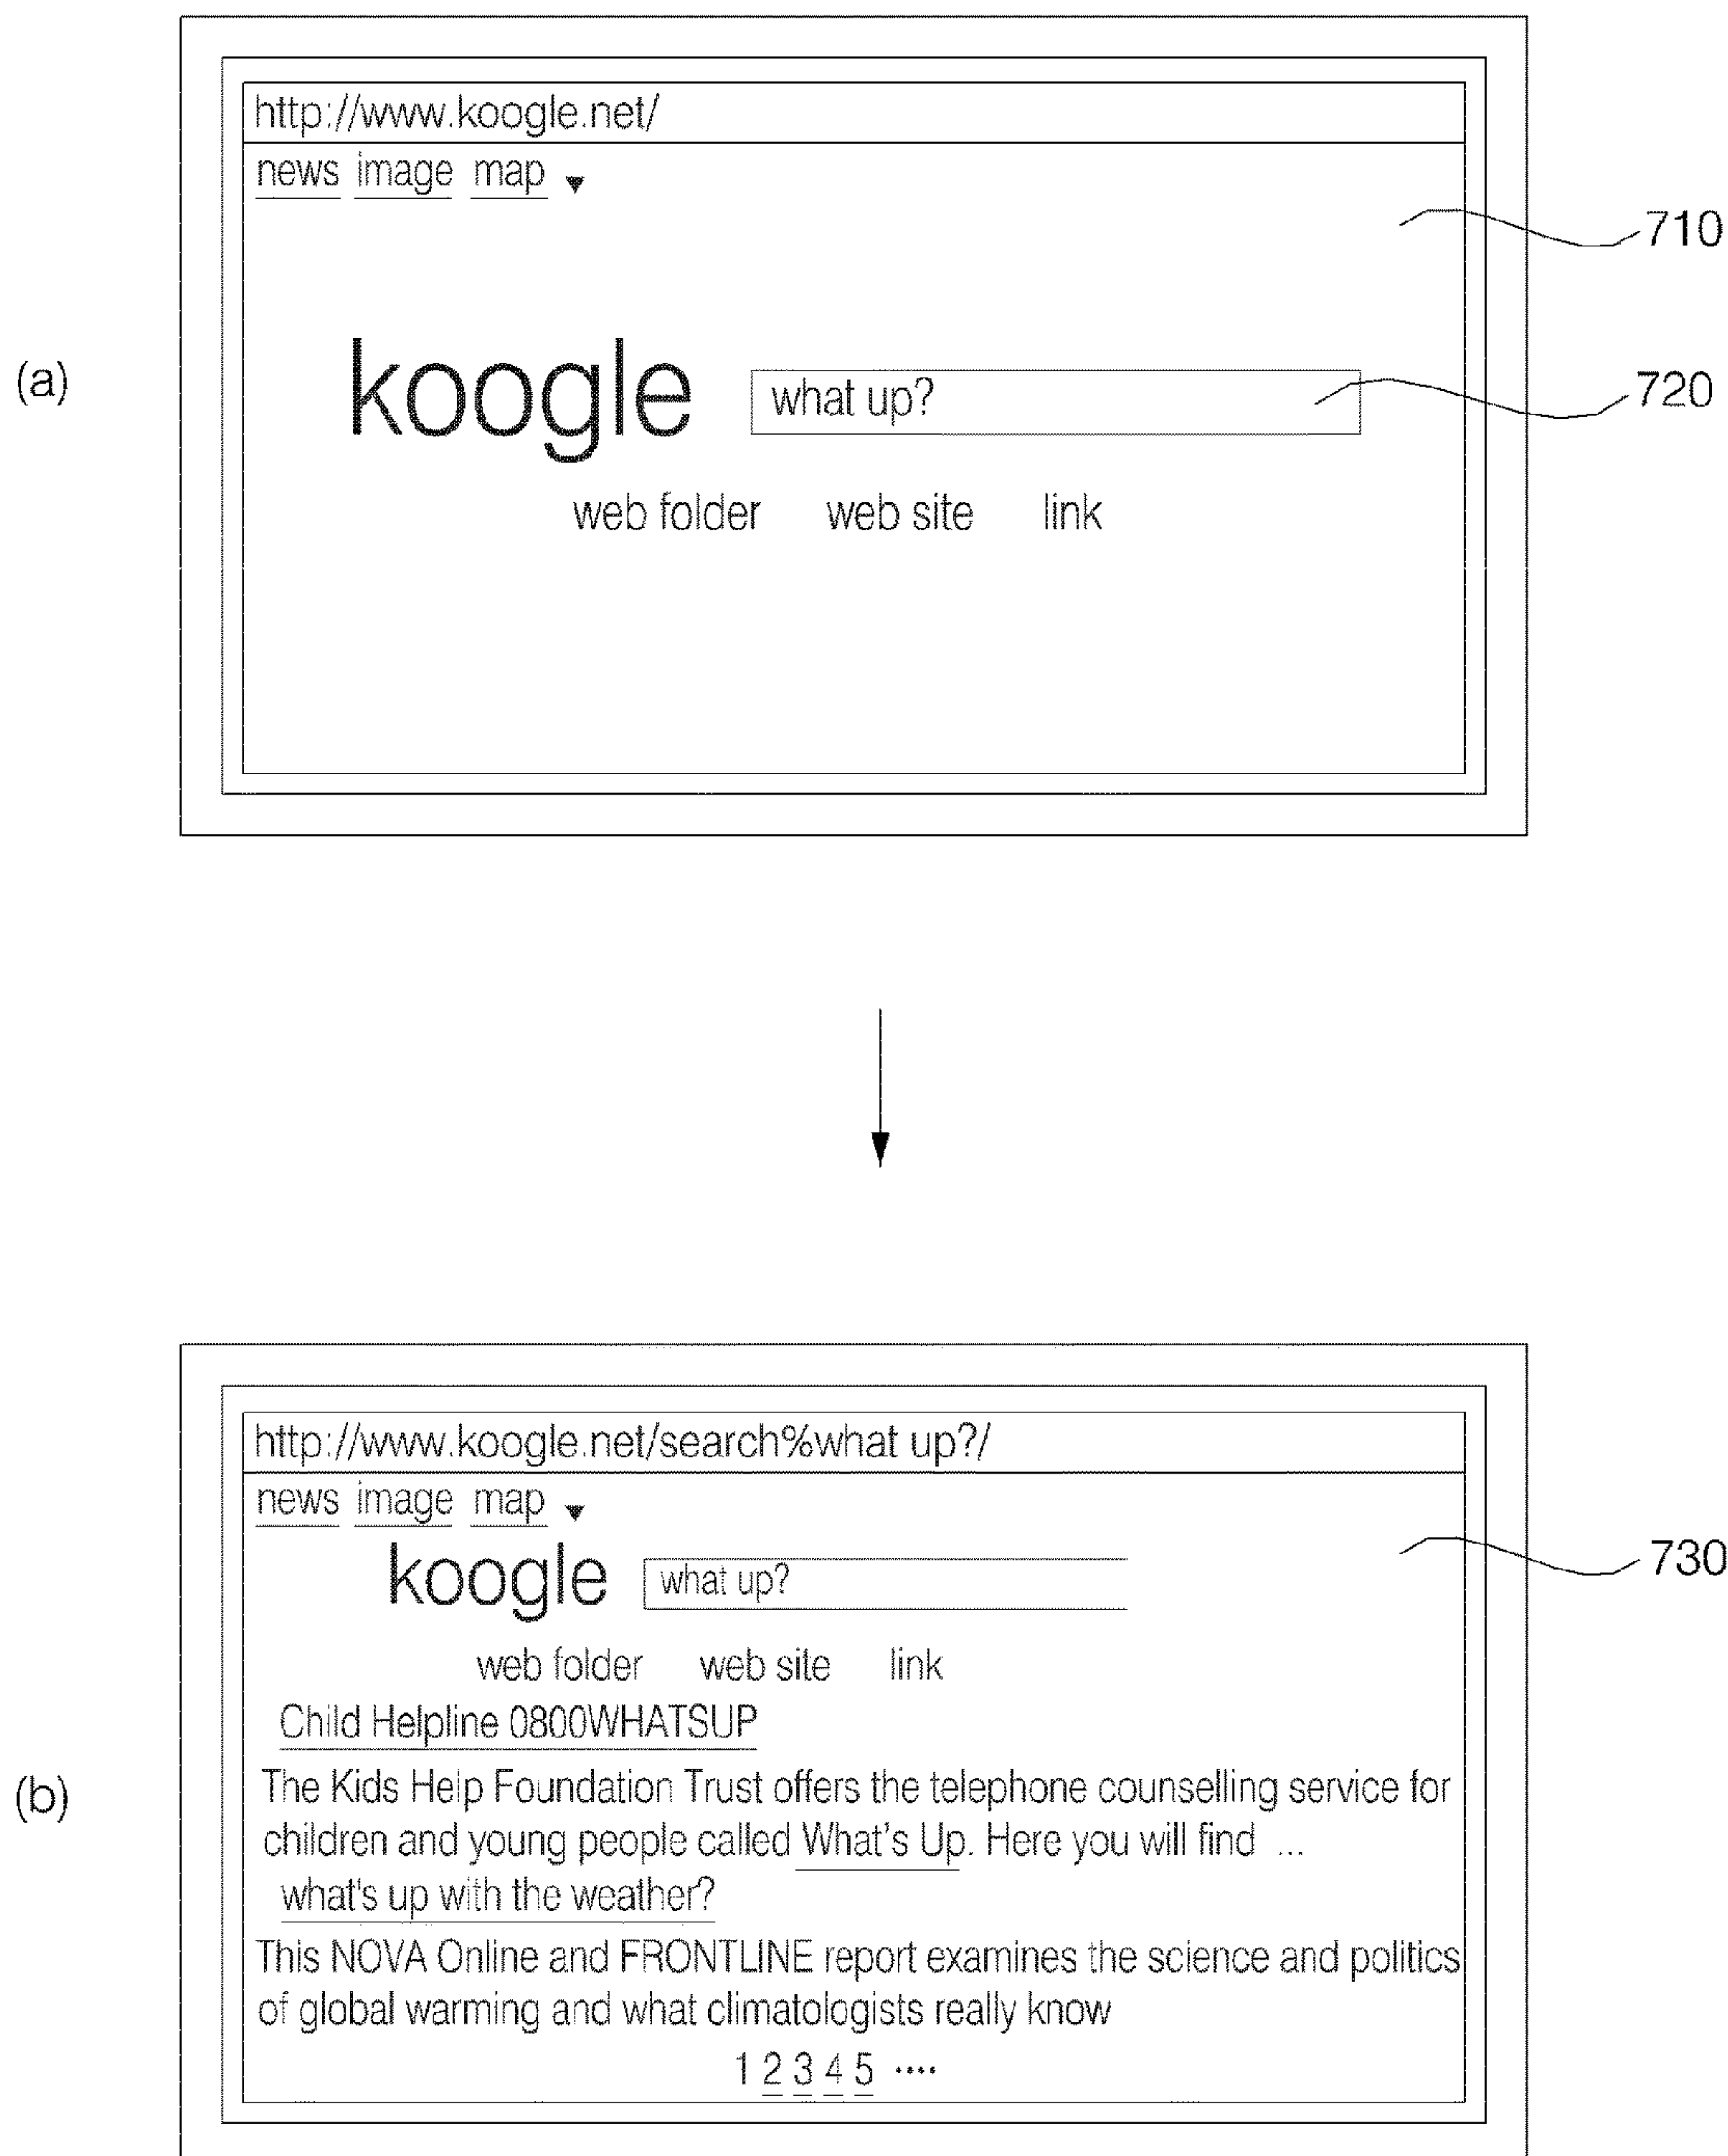 http://www.koogle.net/
news image map ▼
710
(a)
koogle what up?
720
web folder web site link
http://www.koogle.net/search%what up?/
news image map ▼
730
koogle what up?
web folder web site link
Child Helpline 0800WHATSUP
(b)
The Kids Help Foundation Trust offers the telephone counselling service for
children and young people called What's Up. Here you will find ...
what's up with the weather?
This NOVA Online and FRONTLINE report examines the science and politics
of global warming and what climatologists really know
1 2 3 4 5 ····